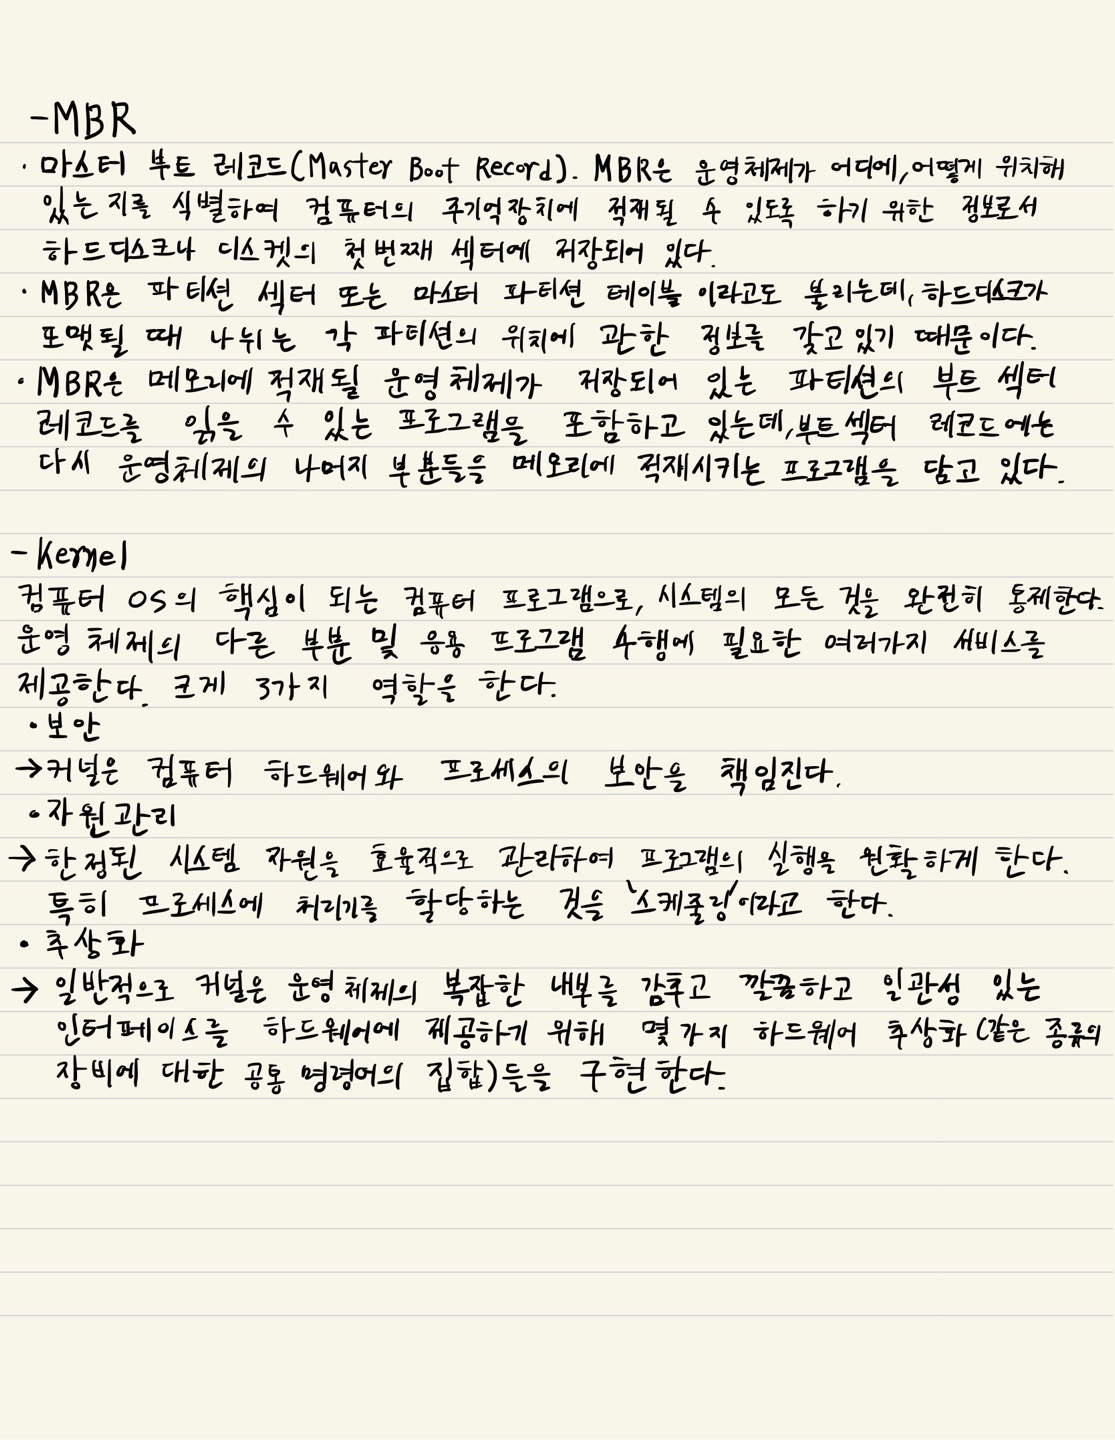 -MBR
· 마스터 부트 레코드(Master Boot Record). MBR은 운영체제가 어디에, 어떻게 위치해
있는 지를 식별하여 컴퓨터의 주기억장치에 적재될 수 있도록 하기 위한 정보로서
하드디스크나 디스켓의 첫 번째 섹터에 저장되어 있다.
· MBR은 파티션 섹터 또는 마스터 파티션 테이블 이라고도 불리는데, 하드디스크가
포맷될 때 나뉘는 각 파티션의 위치에 관한 정보를 갖고 있기 때문이다.
· MBR은 메모리에 적재될 운영체제가 저장되어 있는 파티션의 부트 섹터
레코드를 읽을 수 있는 프로그램을 포함하고 있는데, 부트 섹터 레코드에는
다시 운영체제의 나머지 부분들을 메모리에 적재시키는 프로그램을 담고 있다.
- Kernel
컴퓨터 OS의 핵심이 되는 컴퓨터 프로그램으로, 시스템의 모든 것을 완전히 통제한다.
운영 체제의 다른 부분 및 응용 프로그램 수행에 필요한 여러가지 서비스를
제공한다. 크게 3가지 역할을 한다.
· 보안
→ 커널은 컴퓨터 하드웨어와 프로세스의 보안을 책임진다.
· 자원관리
→ 한정된 시스템 자원을 효율적으로 관리하여 프로그램의 실행을 원활하게 한다.
특히 프로세스에 처리기를 할당하는 것을 '스케줄링'이라고 한다.
· 추상화
→ 일반적으로 커널은 운영체제의 복잡한 내부를 감추고 깔끔하고 일관성 있는
인터페이스를 하드웨어에 제공하기 위해 몇 가지 하드웨어 추상화 (같은 종류의
장비에 대한 공통 명령어의 집합)들을 구현한다.